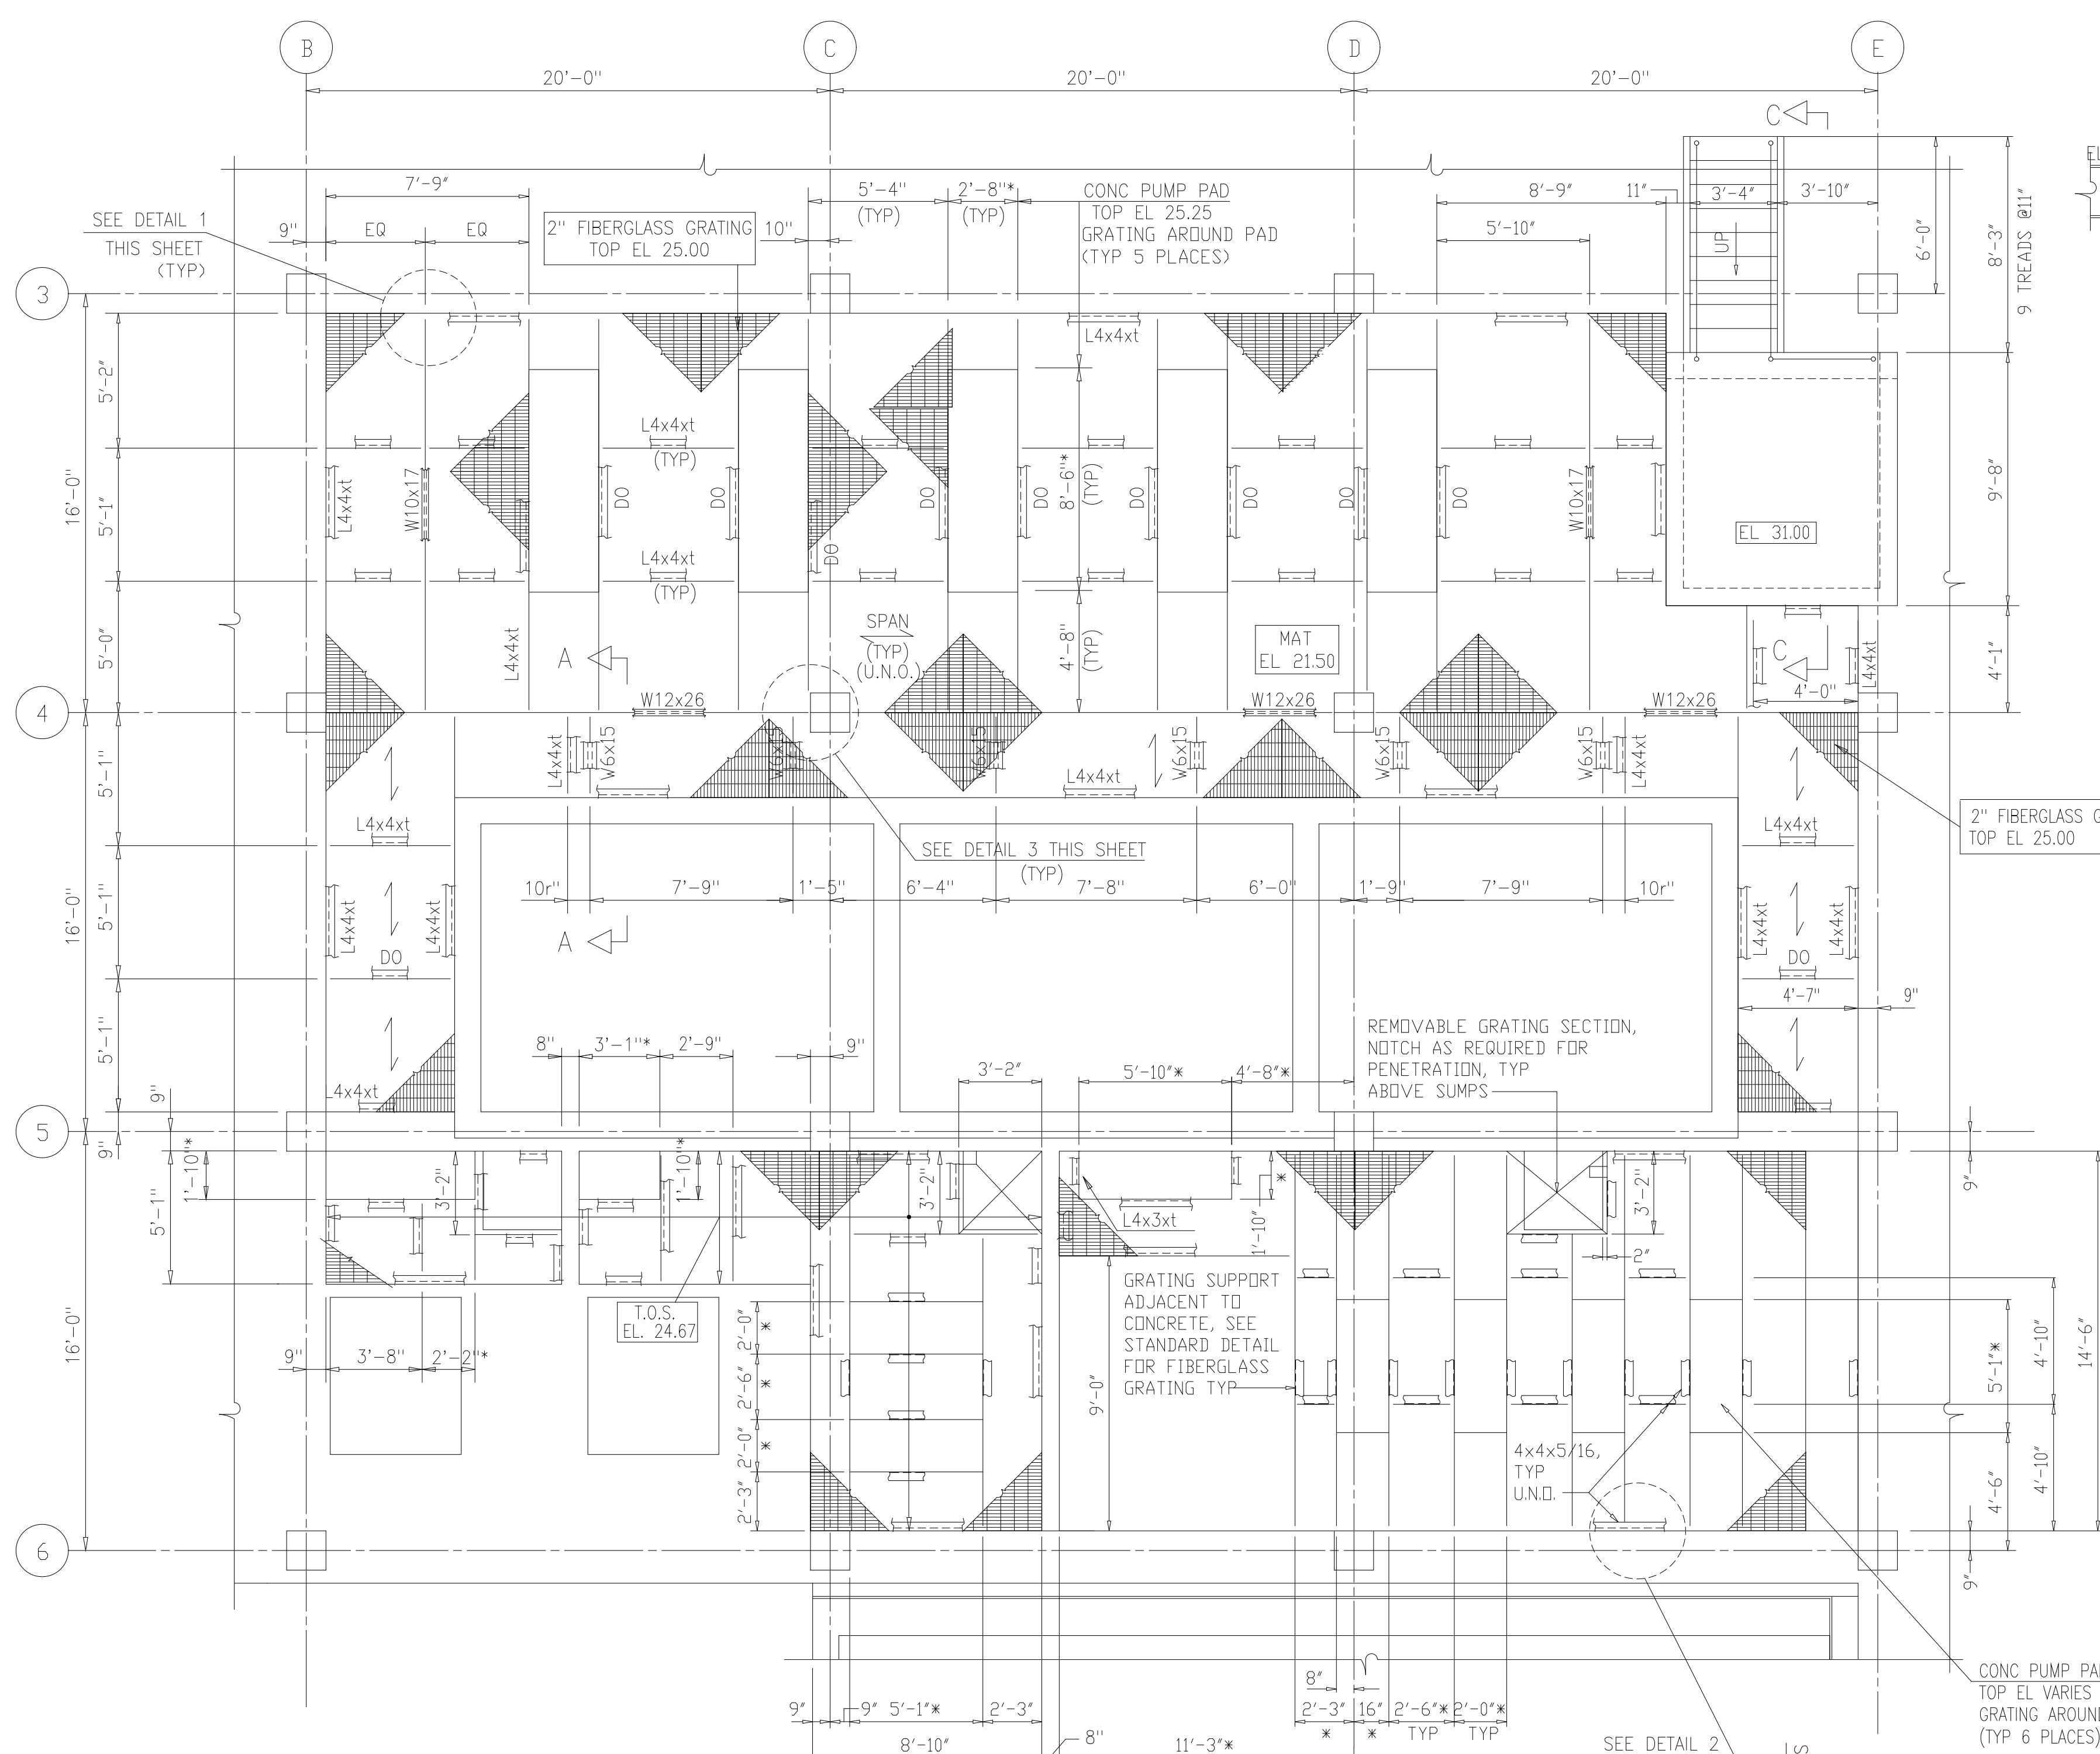 B
C
D
E
20'-0"
20'-0"
20'-0"
C
7'-9"
5'-4"
(TYP)
2'-8"*
(TYP)
CONC PUMP PAD
TOP EL 25.25
GRATING AROUND PAD
(TYP 5 PLACES)
8'-9"
11"
3'-4"
3'-10"
SEE DETAIL 1
THIS SHEET
(TYP)
9"
EQ
EQ
2" FIBERGLASS GRATING
TOP EL 25.00
10"
5'-10"
UP
6'-0"
8'-3"
9 TREADS @11"
3
L4x4xt
5'-2"
L4x4xt
(TYP)
16'-0"
5'-1"
L4x4xt
W10x17
DO
DO
DO
DO
8'-6"*
(TYP)
DO
DO
DO
DO
W10x17
9'-8"
EL 31.00
DO
L4x4xt
(TYP)
5'-0"
L4x4xt
A
SPAN
(TYP)
(U.N.O.)
4'-8"
(TYP)
MAT
EL 21.50
C
L4x4xt
4'-1"
4'-0"
4
W12x26
W12x26
W12x26
5'-1"
L4x4xt
W6x15
W6x15
W6x15
W6x15
W6x15
W6x15
L4x4xt
L4x4xt
L4x4xt
L4x4xt
2" FIBERGLASS G
TOP EL 25.00
SEE DETAIL 3 THIS SHEET
(TYP)
10r"
7'-9"
1'-5"
6'-4"
7'-8"
6'-0"
1'-9"
7'-9"
10r"
16'-0"
5'-1"
L4x4xt
L4x4xt
A
L4x4xt
L4x4xt
DO
DO
4'-7"
9"
5'-1"
8"
3'-1"*
2'-9"
9"
3'-2"
5'-10"*
4'-8"*
REMOVABLE GRATING SECTION,
NOTCH AS REQUIRED FOR
PENETRATION, TYP
ABOVE SUMPS
L4x4xt
9"
5
9"
1'-10"*
5'-1"
3'-2"
1'-10"*
3'-2"
L4x3xt
1'-10"
*
3'-2"
2"
9"
T.O.S.
EL. 24.67
GRATING SUPPORT
ADJACENT TO
CONCRETE, SEE
STANDARD DETAIL
FOR FIBERGLASS
GRATING TYP
16'-0"
9"
3'-8"
2'-2"*
2'-0"
*
2'-6"
*
2'-0"
*
2'-3"
9'-0"
5'-1"*
4'-10"
14'-6"
4x4x5/16,
TYP
U.N.O.
4'-6"
4'-10"
6
9"
CONC PUMP PA
TOP EL VARIES
GRATING AROUN
(TYP 6 PLACES)
8"
9"
9"
5'-1"*
2'-3"
2'-3"
*
16"
*
2'-6"*
TYP
2'-0"*
TYP
8'-10"
8"
11'-3"*
SEE DETAIL 2